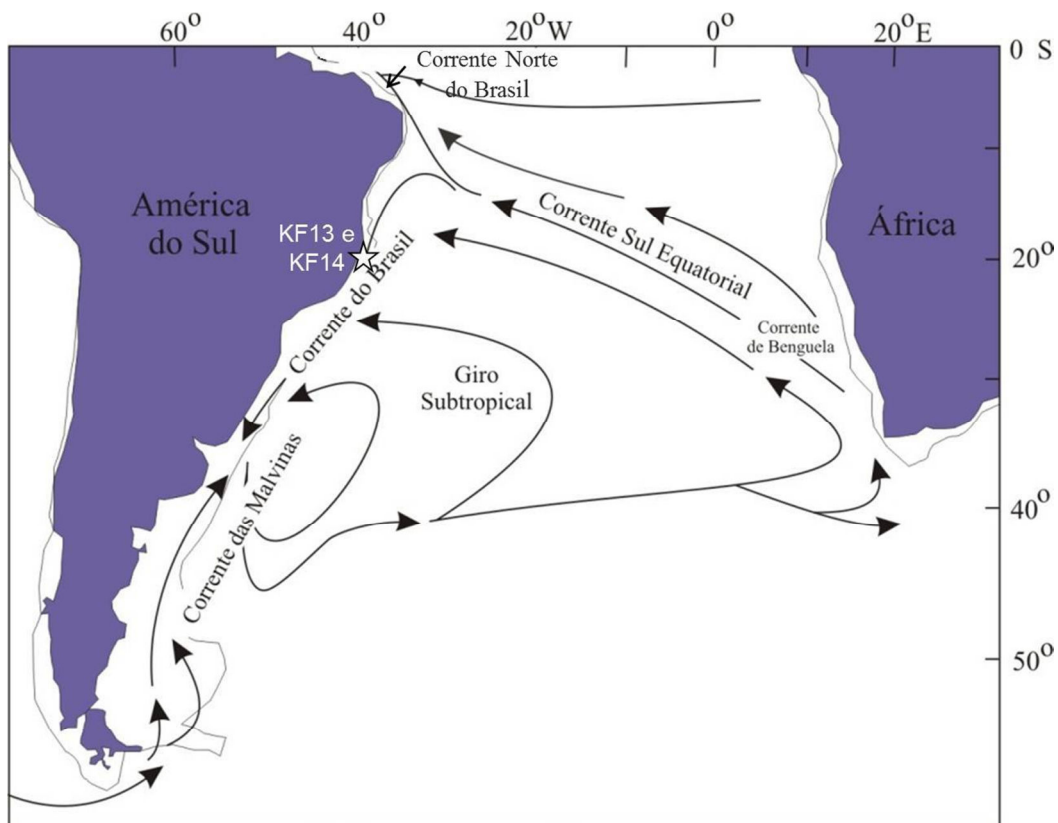 60°
40°
20°W
0°
20°E
0 S
Corrente Norte
do Brasil
América
do Sul
KF13 e
KF14
Corrente do Brasil
Corrente Sul Equatorial
África
20°
Corrente
de Benguela
Giro
Subtropical
Corrente das Malvinas
40°
50°